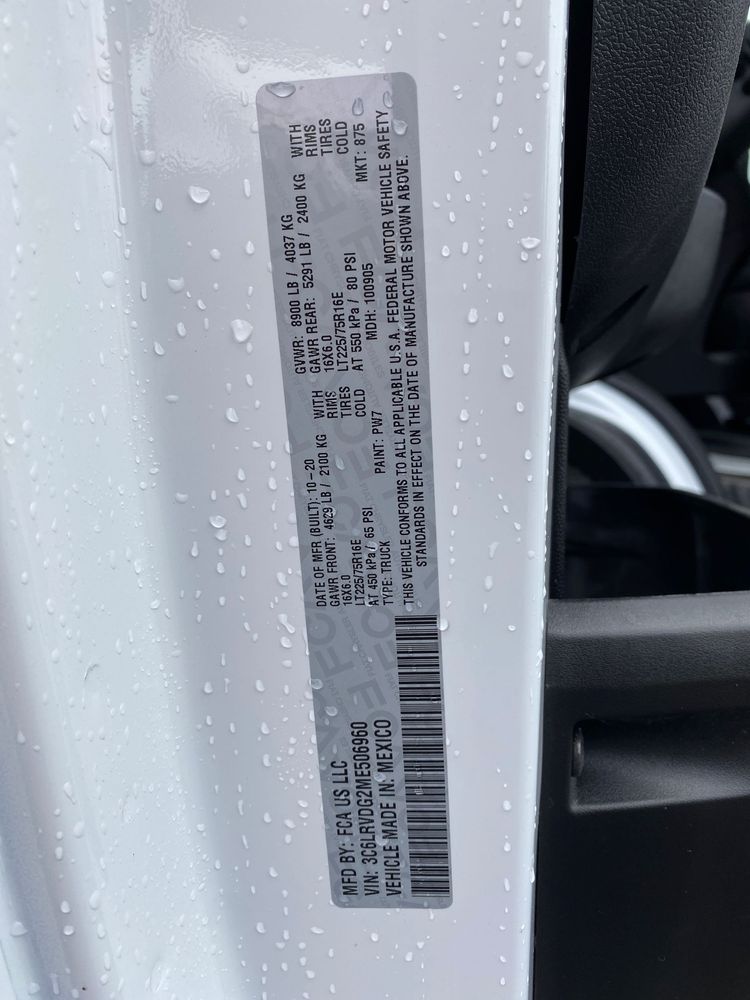 MFD BY: FCA US LLC
VIN: 3C6LRVDG2ME506960
VEHICLE MADE IN: MEXICO
DATE OF MFR (BUILT): 10-20 GVWR: 8900 LB / 4037 KG
GAWR FRONT: 4629 LB / 2100 KG WITH GAWR REAR: 5291 LB / 2400 KG WITH
16X6.0 RIMS 16X6.0 RIMS
LT225/75R16E TIRES LT225/75R16E TIRES
AT 450 kPa / 65 PSI COLD AT 550 kPa / 80 PSI COLD
TYPE: TRUCK PAINT: PW7 MDH: 100905 MKT: 875
THIS VEHICLE CONFORMS TO ALL APPLICABLE U.S.A. FEDERAL MOTOR VEHICLE SAFETY
STANDARDS IN EFFECT ON THE DATE OF MANUFACTURE SHOWN ABOVE.